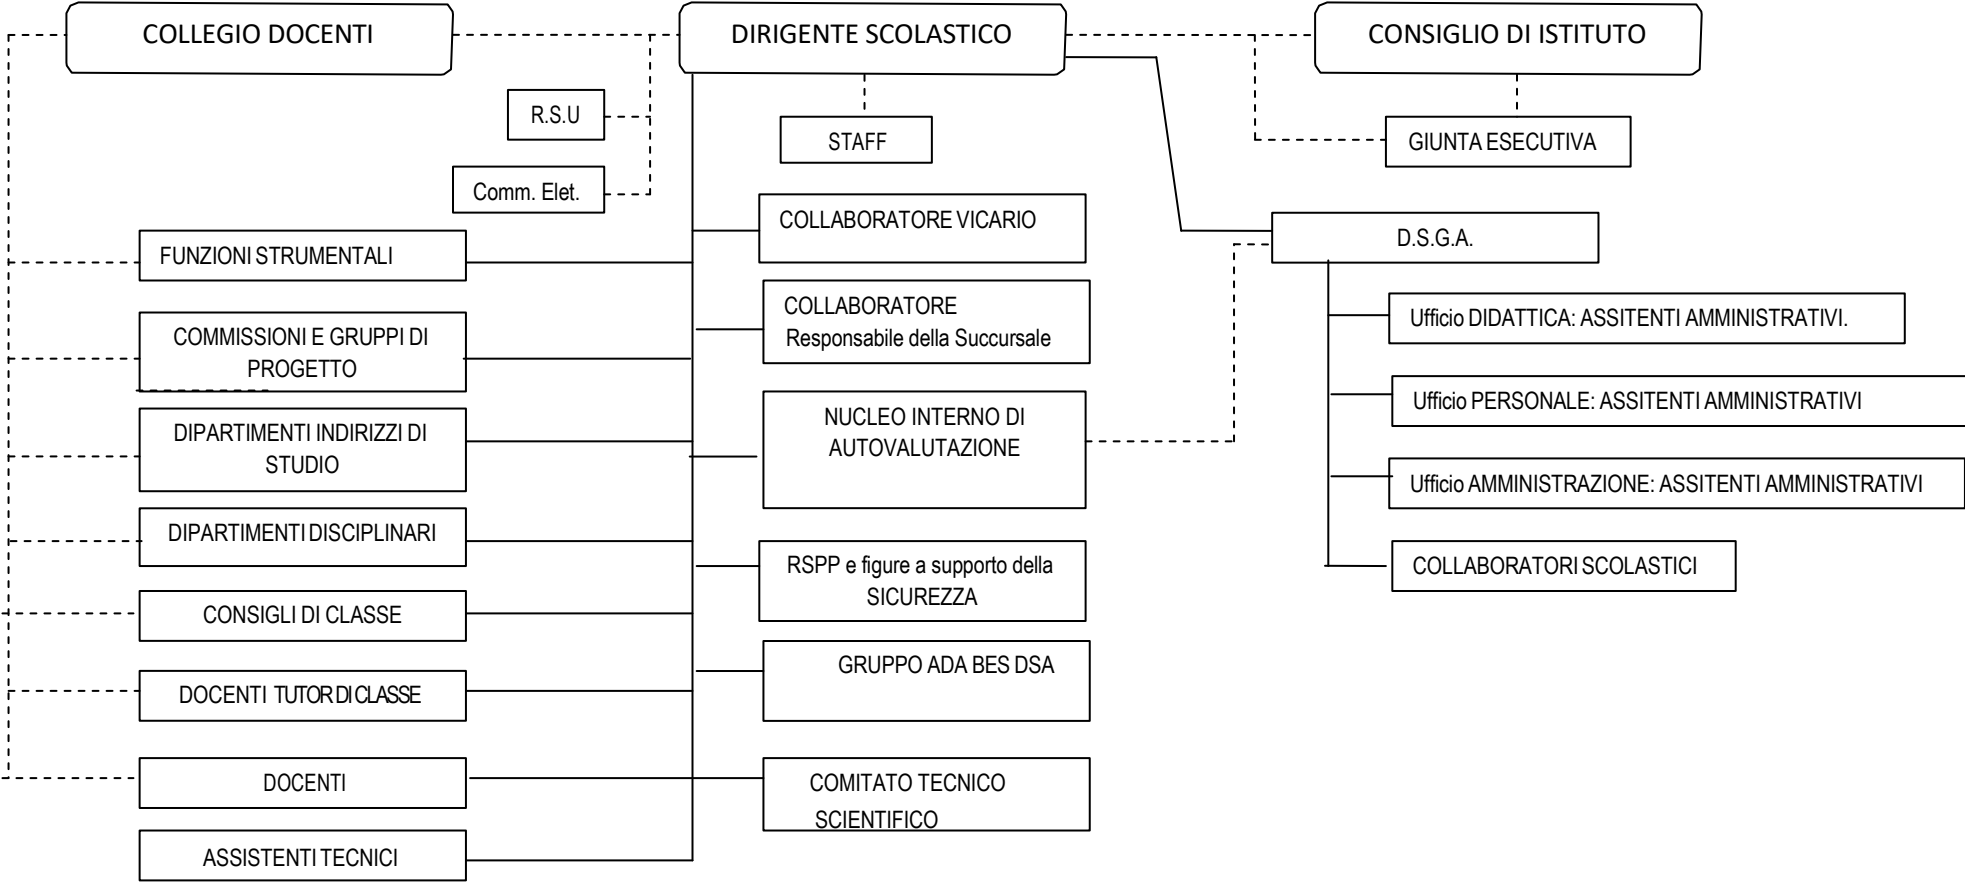 COLLEGIO DOCENTI
DIRIGENTE SCOLASTICO
CONSIGLIO DI ISTITUTO
R.S.U
STAFF
GIUNTA ESECUTIVA
Comm. Elet.
COLLABORATORE VICARIO
D.S.G.A.
FUNZIONI STRUMENTALI
COLLABORATORE
Responsabile della Succursale
Ufficio DIDATTICA: ASSITENTI AMMINISTRATIVI.
COMMISSIONI E GRUPPI DI
PROGETTO
Ufficio PERSONALE: ASSITENTI AMMINISTRATIVI
NUCLEO INTERNO DI
AUTOVALUTAZIONE
DIPARTIMENTI INDIRIZZI DI
STUDIO
Ufficio AMMINISTRAZIONE: ASSITENTI AMMINISTRATIVI
DIPARTIMENTI DISCIPLINARI
RSPP e figure a supporto della
SICUREZZA
COLLABORATORI SCOLASTICI
CONSIGLI DI CLASSE
GRUPPO ADA BES DSA
DOCENTI TUTOR DI CLASSE
DOCENTI
COMITATO TECNICO
SCIENTIFICO
ASSISTENTI TECNICI